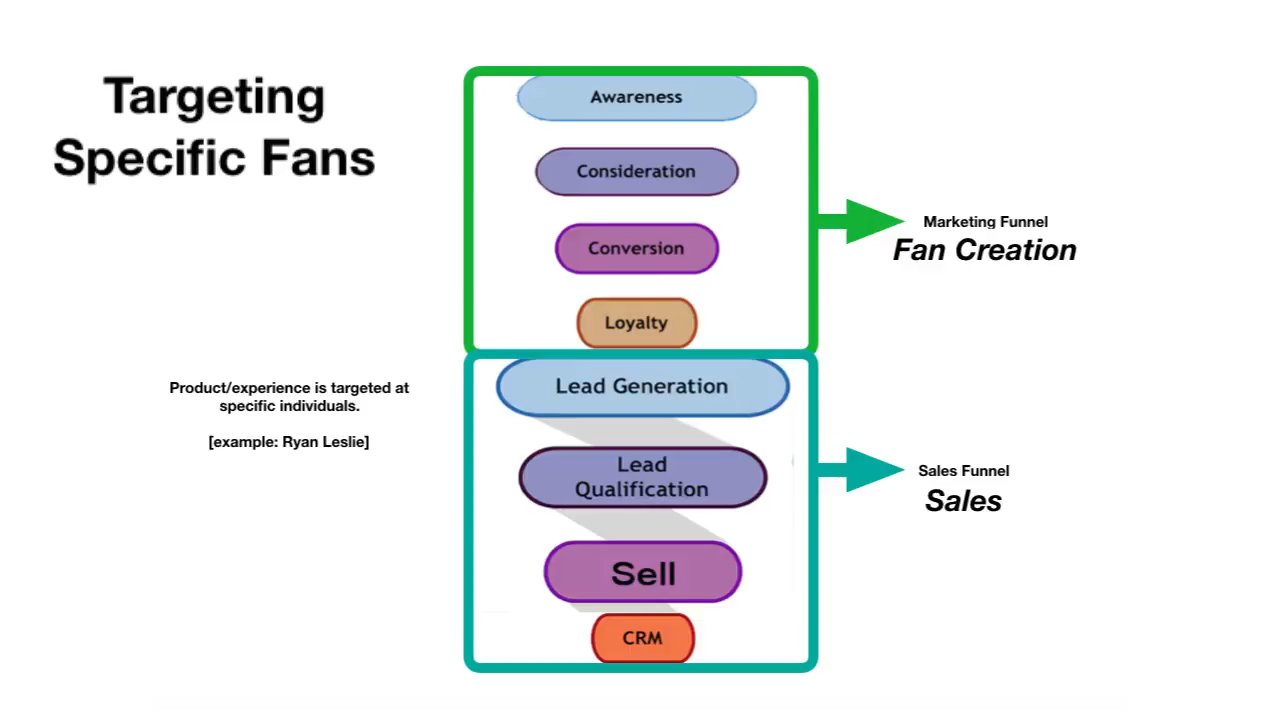 Targeting
Specific Fans
Awareness
Consideration
Conversion
Loyalty
Marketing Funnel
Fan Creation
Product/experience is targeted at
specific individuals.
[example: Ryan Leslie]
Lead Generation
Lead
Qualification
Sell
CRM
Sales Funnel
Sales